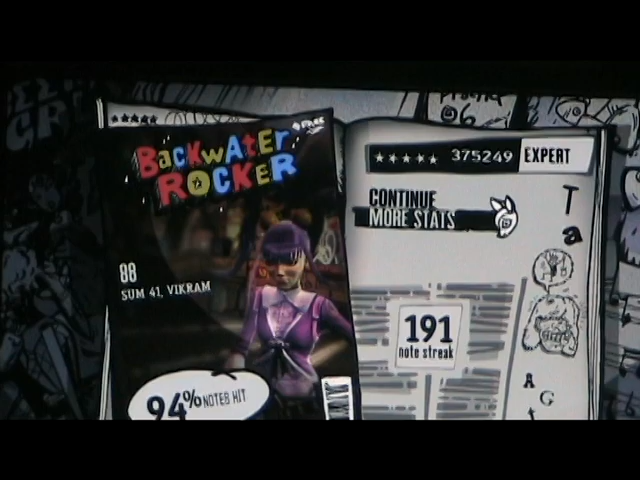 BACKWATER
ROCKER
88
SUM 41, VIKRAM
94% NOTES HIT
375249 EXPERT
CONTINUE
MORE STATS
191
note streak
T
a
A
G